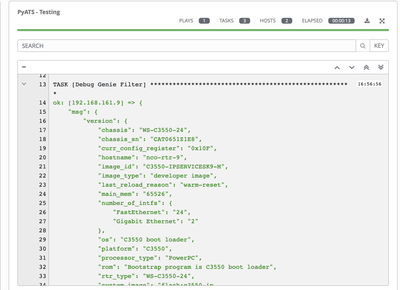 PyATS - Testing
PLAYS 1 TASKS 3 HOSTS 2 ELAPSED 00:00:13
SEARCH KEY
12
13 TASK [Debug Genie Filter] *************************************************** 16:56:56
*
14 ok: [192.168.161.9] => {
15 "msg": {
16 "version": {
17 "chassis": "WS-C3550-24",
18 "chassis_sn": "CAT0651Z1E8",
19 "curr_config_register": "0x10F",
20 "hostname": "nco-rtr-9",
21 "image_id": "C3550-IPSERVICESK9-M",
22 "image_type": "developer image",
23 "last_reload_reason": "warm-reset",
24 "main_mem": "65526",
25 "number_of_intfs": {
26 "FastEthernet": "24",
27 "Gigabit Ethernet": "2"
28 },
29 "os": "C3550 boot loader",
30 "platform": "C3550",
31 "processor_type": "PowerPC",
32 "rom": "Bootstrap program is C3550 boot loader",
33 "rtr_type": "WS-C3550-24",
34